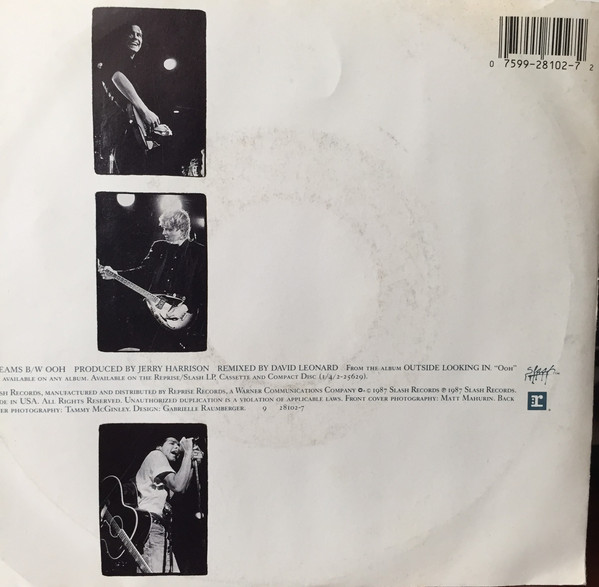 0 7599-28102-7 2
EAMS B/W OOH PRODUCED BY JERRY HARRISON REMIXED BY DAVID LEONARD FROM THE ALBUM OUTSIDE LOOKING IN. "OOH"
AVAILABLE ON ANY ALBUM. AVAILABLE ON THE REPRISE/SLASH LP, CASSETTE AND COMPACT DISC (1/4/2-25629).
SH RECORDS, MANUFACTURED AND DISTRIBUTED BY REPRISE RECORDS, A WARNER COMMUNICATIONS COMPANY © 1987 SLASH RECORDS ℗ 1987 SLASH RECORDS.
DE IN USA. ALL RIGHTS RESERVED. UNAUTHORIZED DUPLICATION IS A VIOLATION OF APPLICABLE LAWS. FRONT COVER PHOTOGRAPHY: MATT MAHURIN. BACK
ER PHOTOGRAPHY: TAMMY MCGINLEY. DESIGN: GABRIELLE RAUMBERGER. 9 28102-7
slash
r